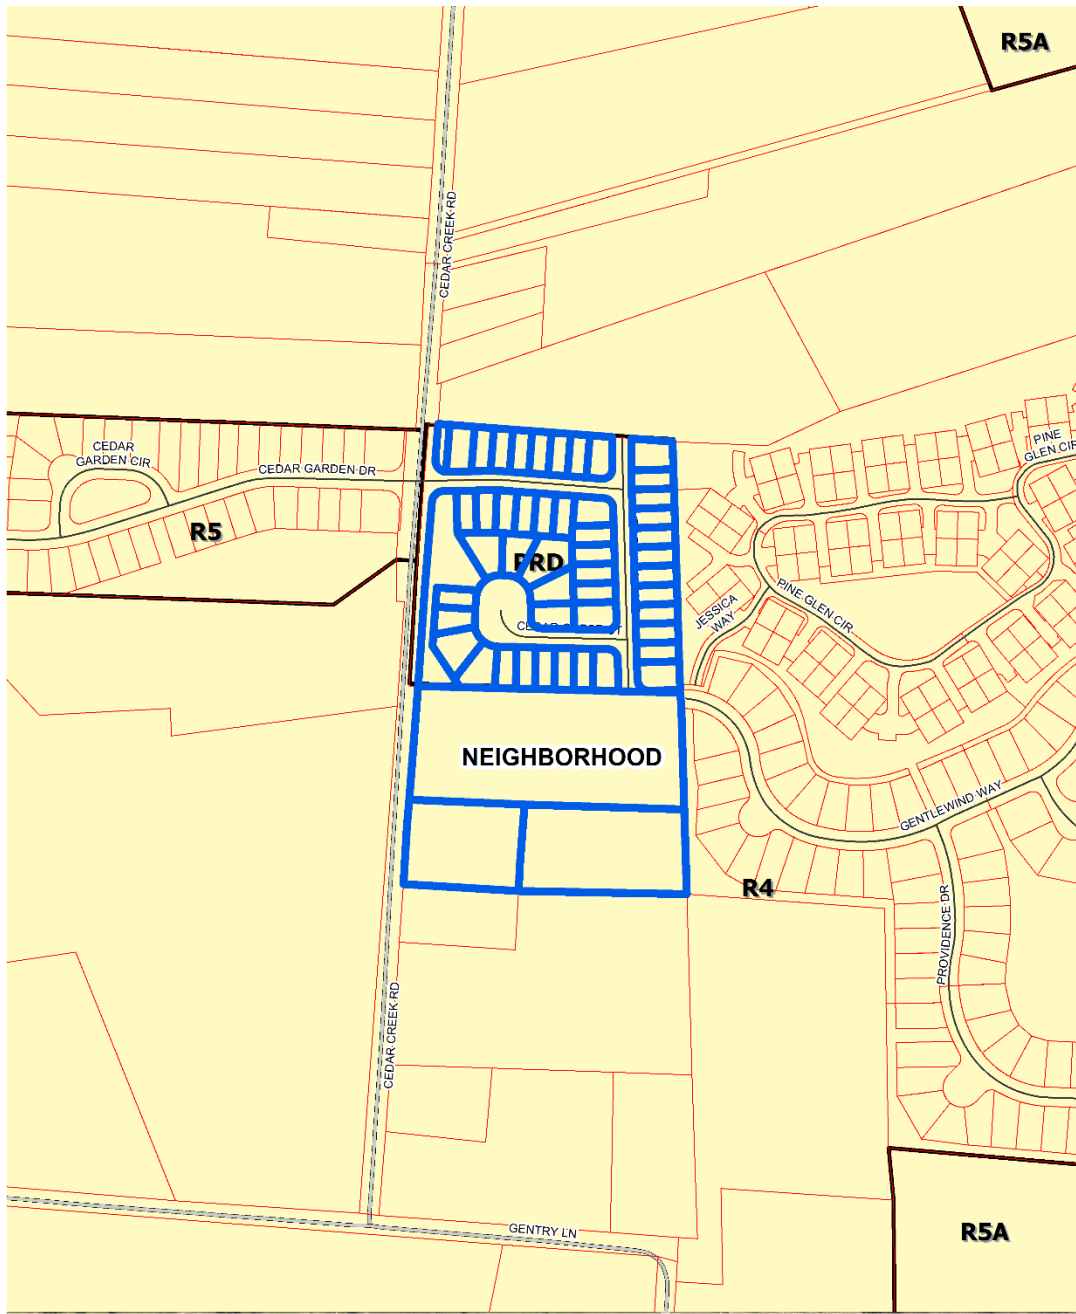 R5A
CEDAR CREEK RD
CEDAR
GARDEN CIR
CEDAR GARDEN DR
PINE
GLEN CIR
R5
PRD
JESSICA
WAY
PINE GLEN CIR
CEDAR
NEIGHBORHOOD
GENTLEWIND WAY
R4
PROVIDENCE DR
CEDAR CREEK RD
GENTRY LN
R5A